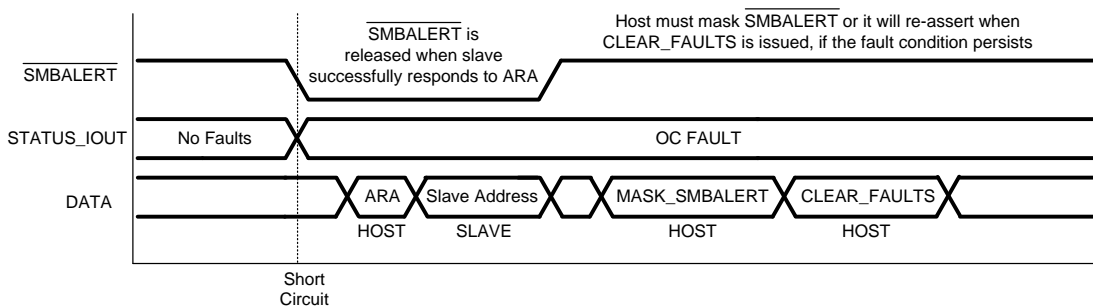 SMBALERT is
released when slave
successfully responds to ARA
Host must mask SMBALERT or it will re-assert when
CLEAR_FAULTS is issued, if the fault condition persists
SMBALERT
STATUS_IOUT
No Faults
OC FAULT
DATA
ARA
Slave Address
MASK_SMBALERT
CLEAR_FAULTS
HOST
SLAVE
HOST
HOST
Short
Circuit